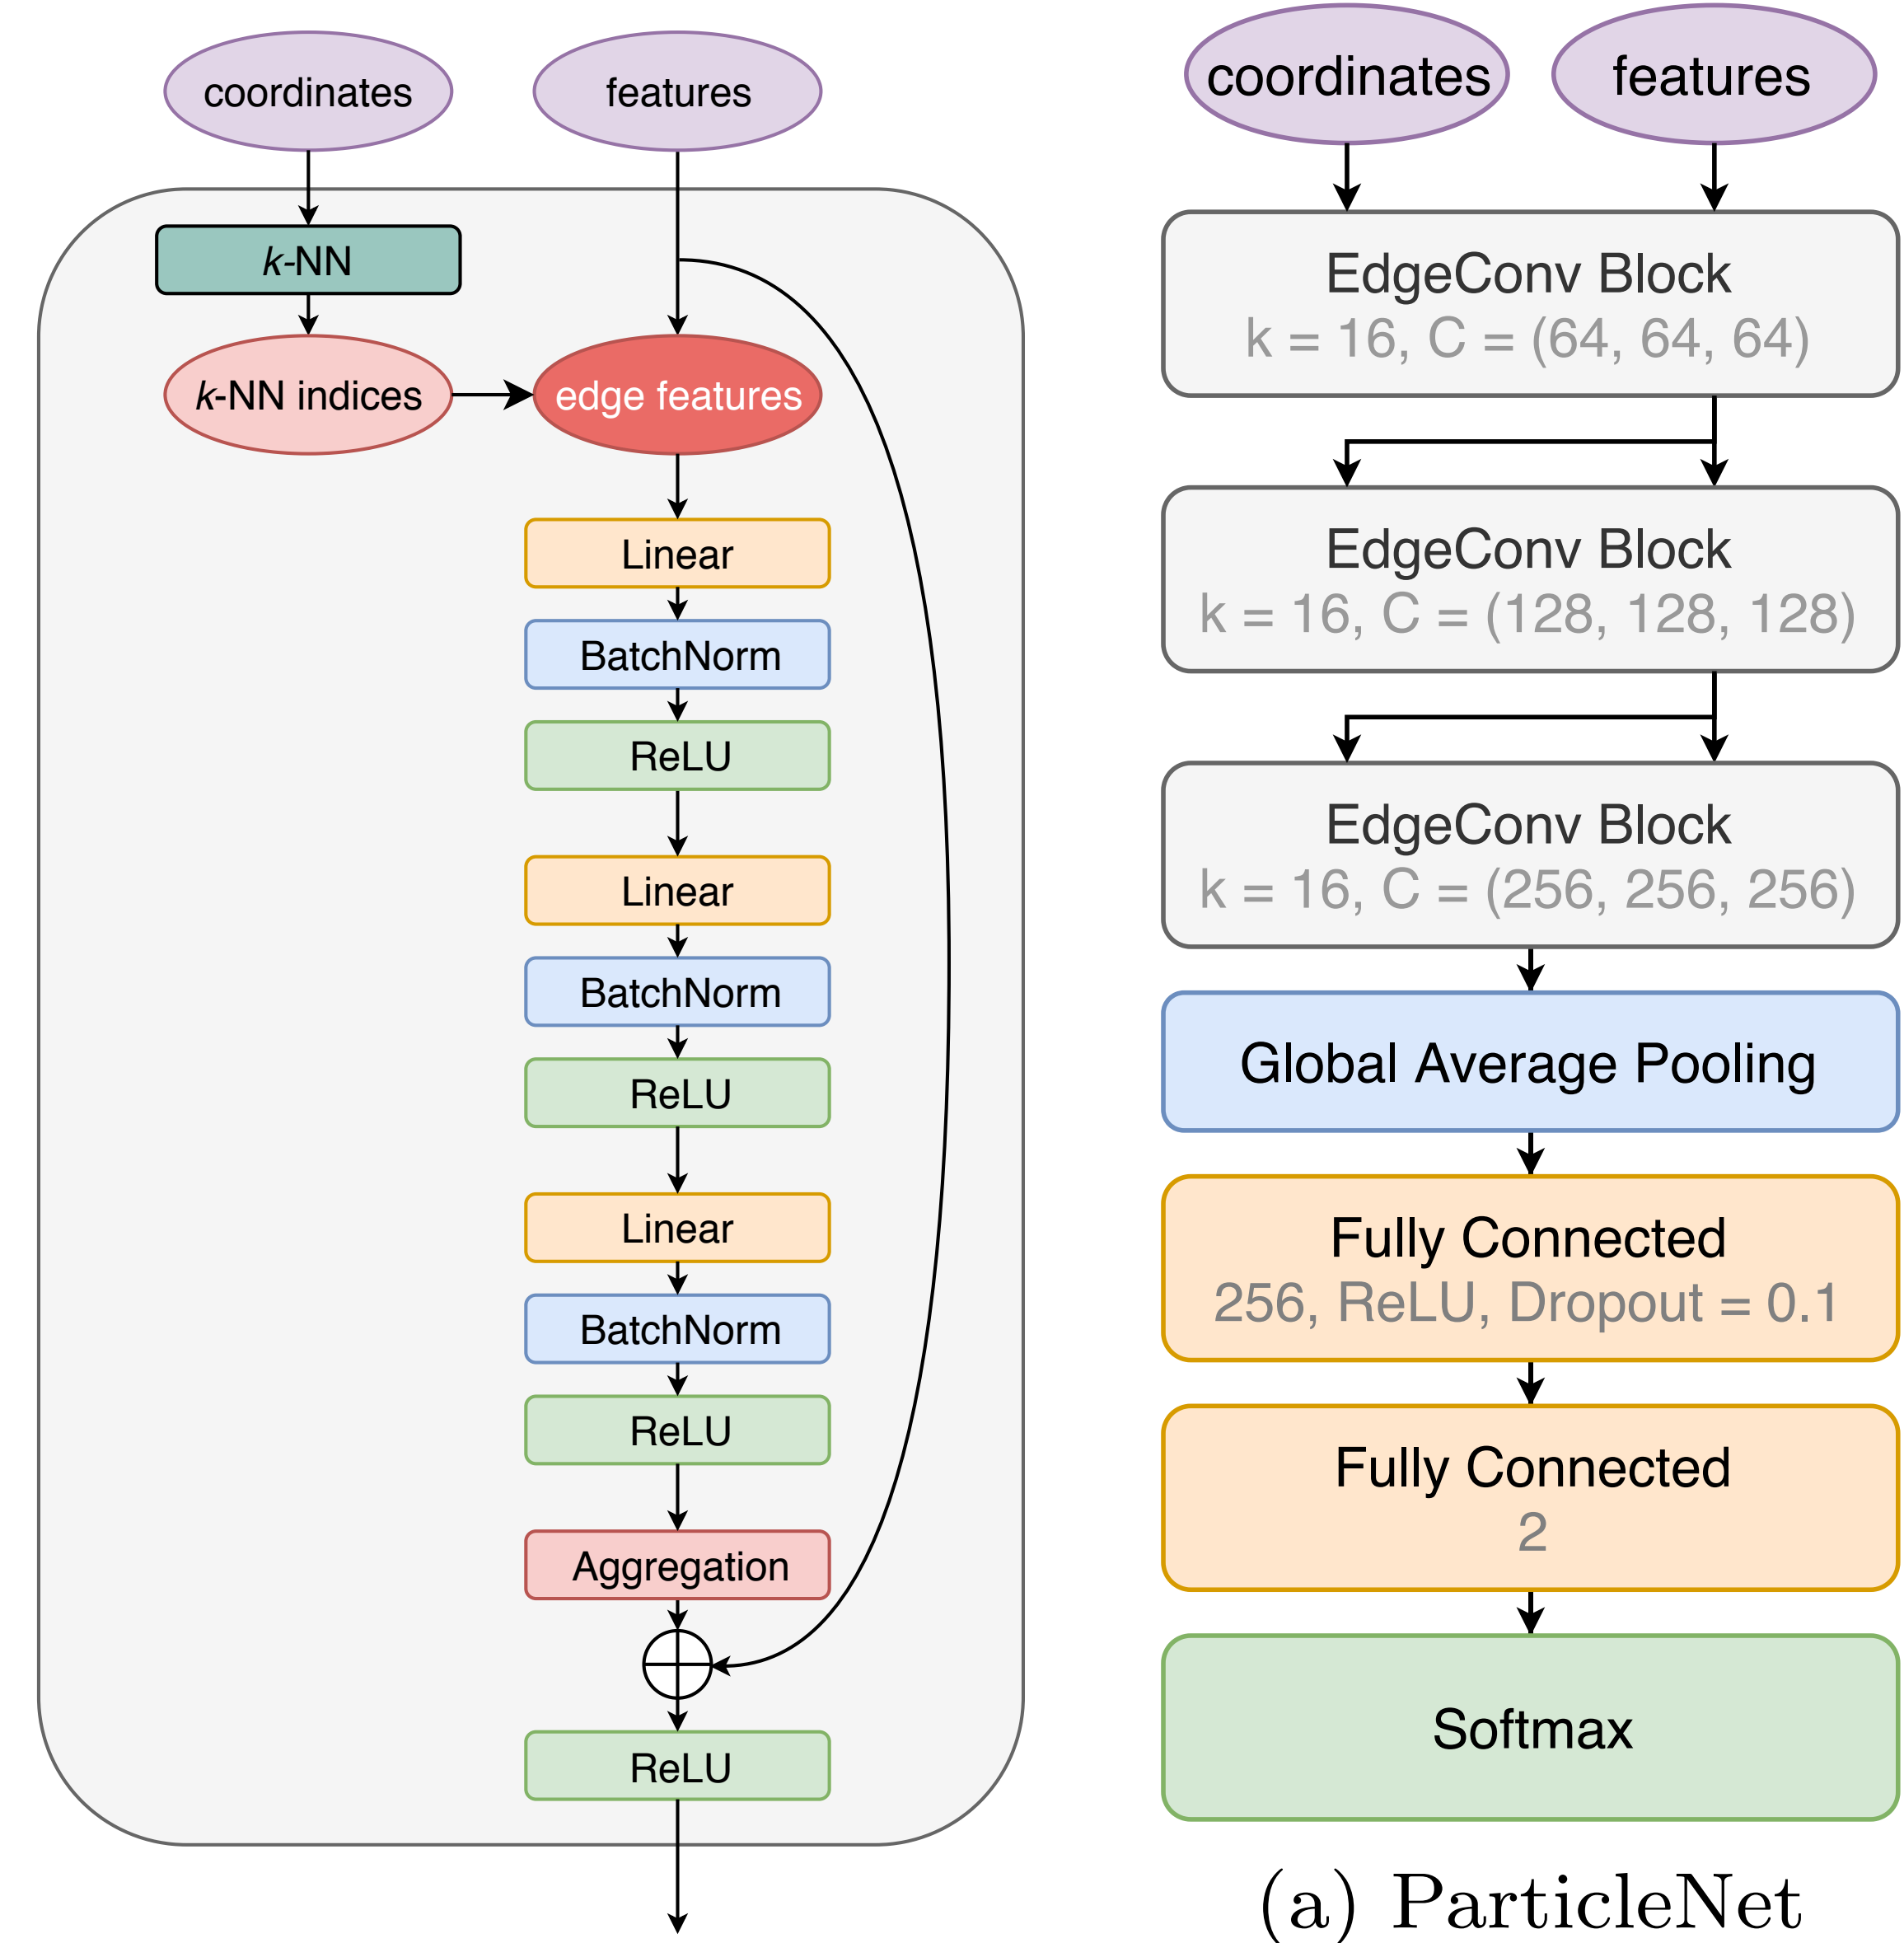 coordinates
features
k-NN
k-NN indices
edge features
Linear
BatchNorm
ReLU
Linear
BatchNorm
ReLU
Linear
BatchNorm
ReLU
Aggregation
ReLU
coordinates
features
EdgeConv Block
k = 16, C = (64, 64, 64)
EdgeConv Block
k = 16, C = (128, 128, 128)
EdgeConv Block
k = 16, C = (256, 256, 256)
Global Average Pooling
Fully Connected
256, ReLU, Dropout = 0.1
Fully Connected
2
Softmax
(a) ParticleNet